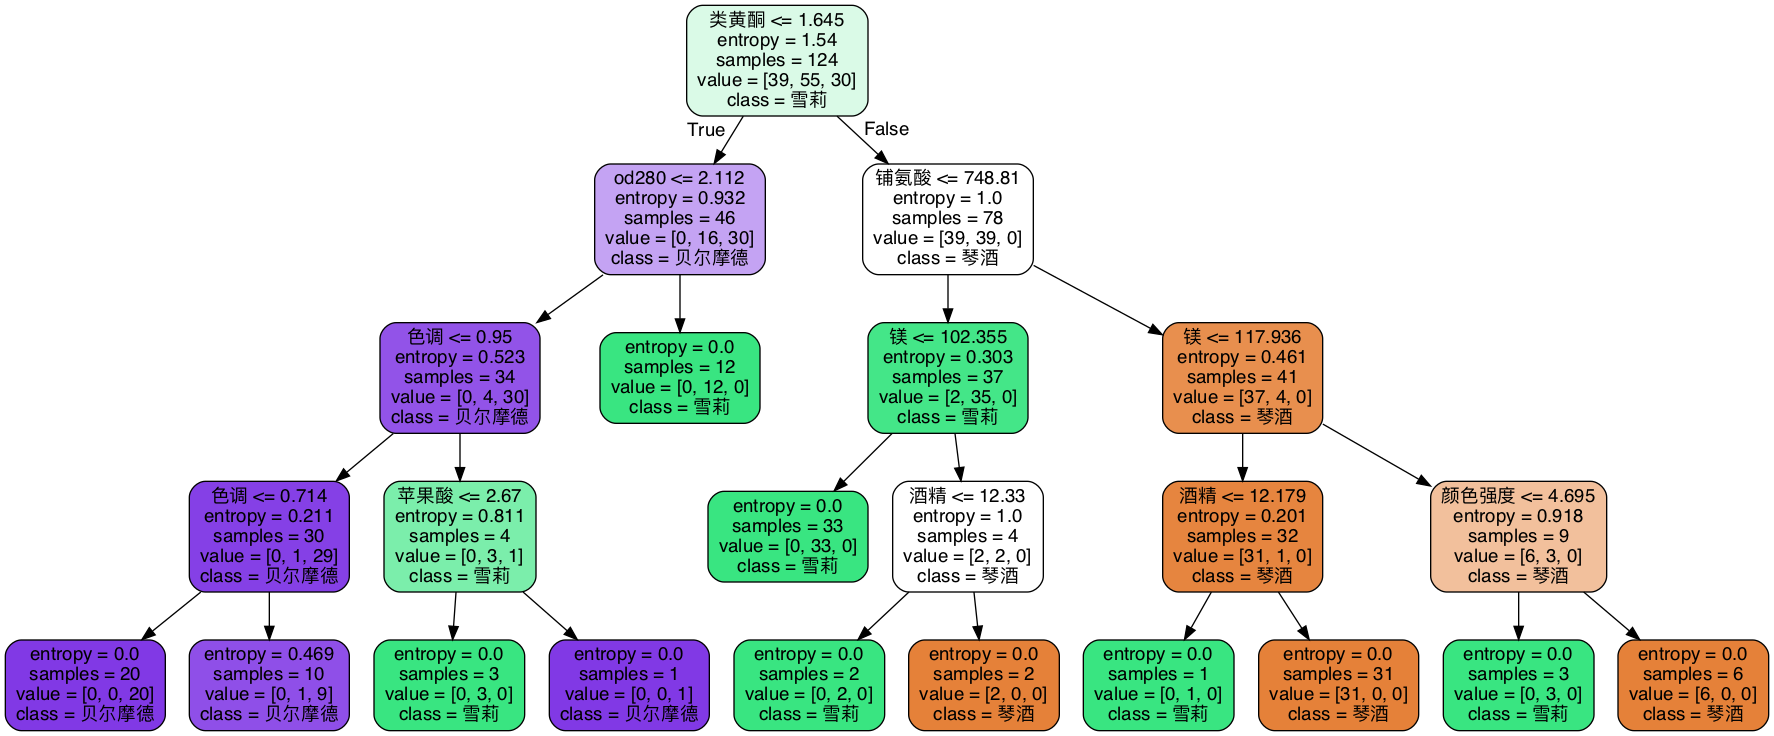 类黄酮 <= 1.645
entropy = 1.54
samples = 124
value = [39, 55, 30]
class = 雪莉
True
False
od280 <= 2.112
entropy = 0.932
samples = 46
value = [0, 16, 30]
class = 贝尔摩德
铺氨酸 <= 748.81
entropy = 1.0
samples = 78
value = [39, 39, 0]
class = 琴酒
色调 <= 0.95
entropy = 0.523
samples = 34
value = [0, 4, 30]
class = 贝尔摩德
entropy = 0.0
samples = 12
value = [0, 12, 0]
class = 雪莉
镁 <= 102.355
entropy = 0.303
samples = 37
value = [2, 35, 0]
class = 雪莉
镁 <= 117.936
entropy = 0.461
samples = 41
value = [37, 4, 0]
class = 琴酒
色调 <= 0.714
entropy = 0.211
samples = 30
value = [0, 1, 29]
class = 贝尔摩德
苹果酸 <= 2.67
entropy = 0.811
samples = 4
value = [0, 3, 1]
class = 雪莉
entropy = 0.0
samples = 33
value = [0, 33, 0]
class = 雪莉
酒精 <= 12.33
entropy = 1.0
samples = 4
value = [2, 2, 0]
class = 琴酒
酒精 <= 12.179
entropy = 0.201
samples = 32
value = [31, 1, 0]
class = 琴酒
颜色强度 <= 4.695
entropy = 0.918
samples = 9
value = [6, 3, 0]
class = 琴酒
entropy = 0.0
samples = 20
value = [0, 0, 20]
class = 贝尔摩德
entropy = 0.469
samples = 10
value = [0, 1, 9]
class = 贝尔摩德
entropy = 0.0
samples = 3
value = [0, 3, 0]
class = 雪莉
entropy = 0.0
samples = 1
value = [0, 0, 1]
class = 贝尔摩德
entropy = 0.0
samples = 2
value = [0, 2, 0]
class = 雪莉
entropy = 0.0
samples = 2
value = [2, 0, 0]
class = 琴酒
entropy = 0.0
samples = 1
value = [0, 1, 0]
class = 雪莉
entropy = 0.0
samples = 31
value = [31, 0, 0]
class = 琴酒
entropy = 0.0
samples = 3
value = [0, 3, 0]
class = 雪莉
entropy = 0.0
samples = 6
value = [6, 0, 0]
class = 琴酒